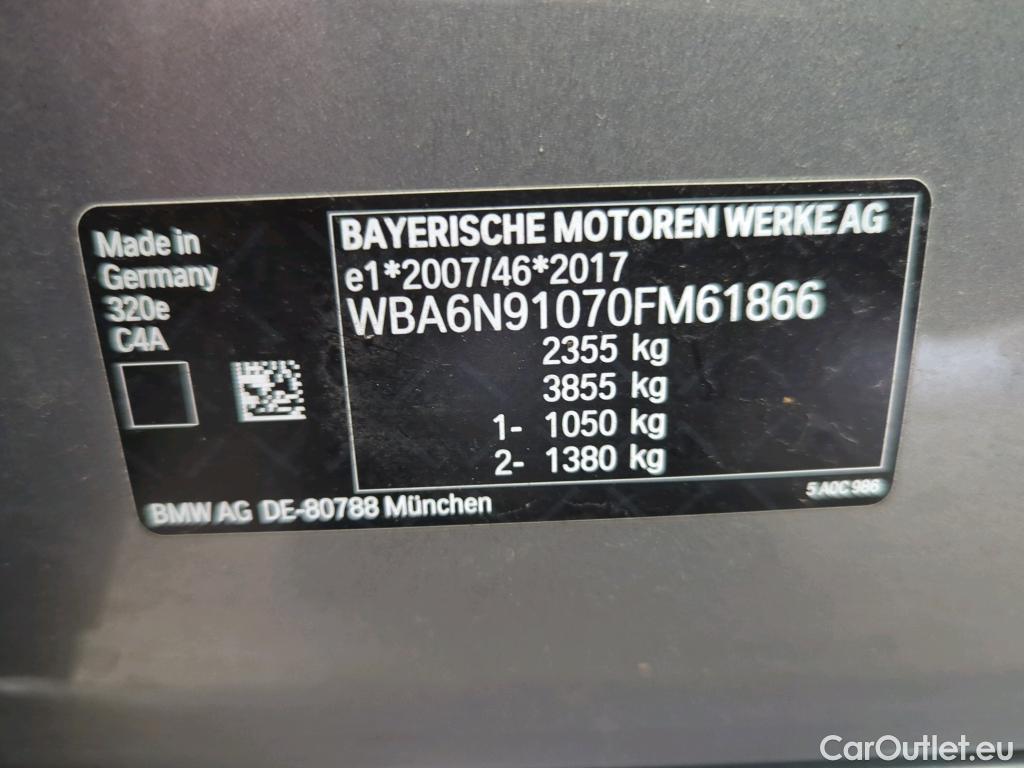 Made in
Germany
320e
C4A
BAYERISCHE MOTOREN WERKE AG
e1*2007/46*2017
WBA6N91070FM61866
2355 kg
3855 kg
1- 1050 kg
2- 1380 kg
BMW AG DE-80788 München
5 A0C 986
CarOutlet.eu